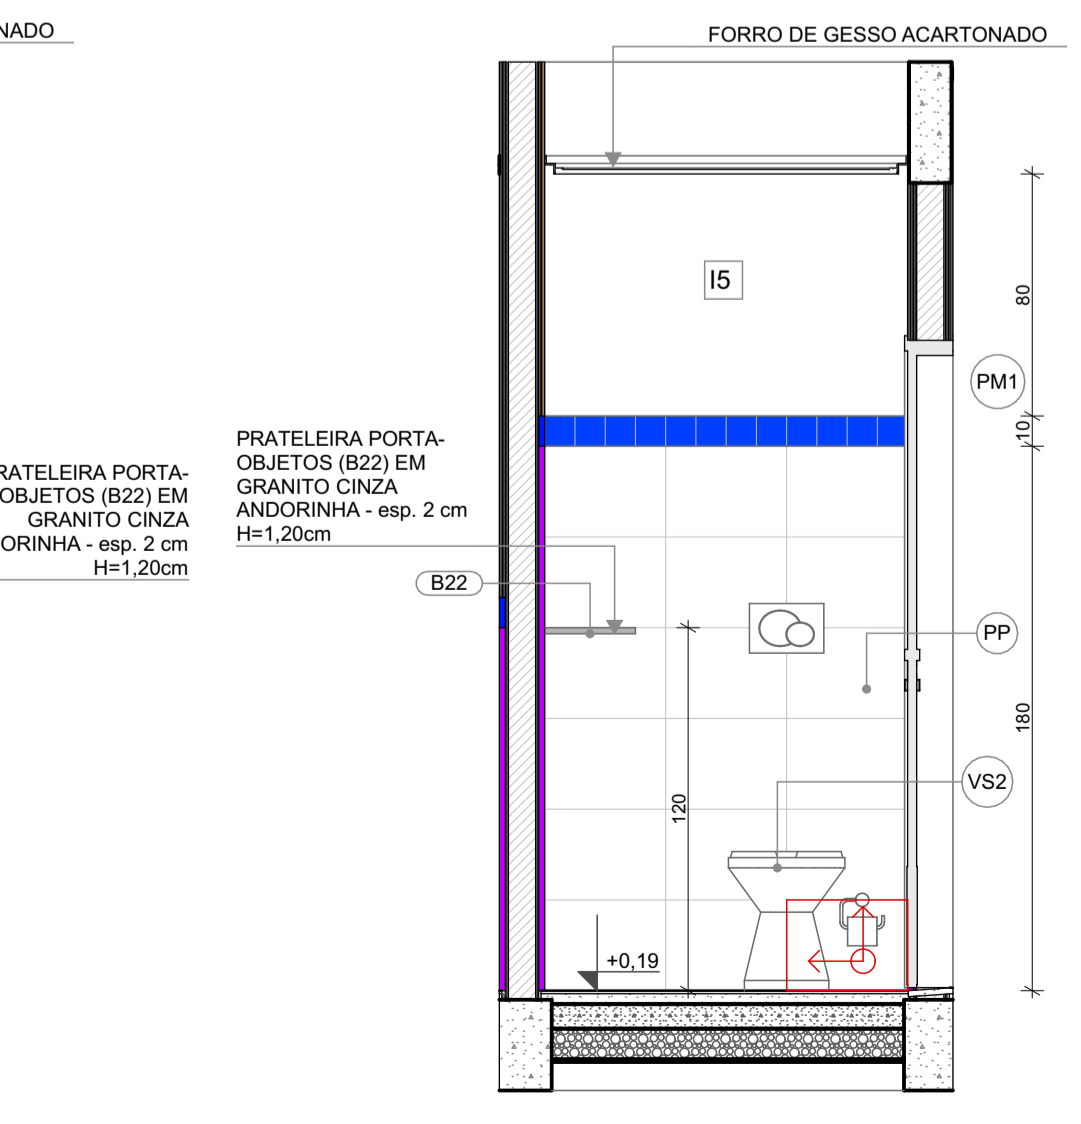 NADO
FORRO DE GESSO ACARTONADO
I5
80
PM1
10
PRATELEIRA PORTA-
OBJETOS (B22) EM
GRANITO CINZA
ANDORINHA - esp. 2 cm
H=1,20cm
RATELEIRA PORTA-
OBJETOS (B22) EM
GRANITO CINZA
ORINHA - esp. 2 cm
H=1,20cm
B22
PP
180
VS2
120
+0,19